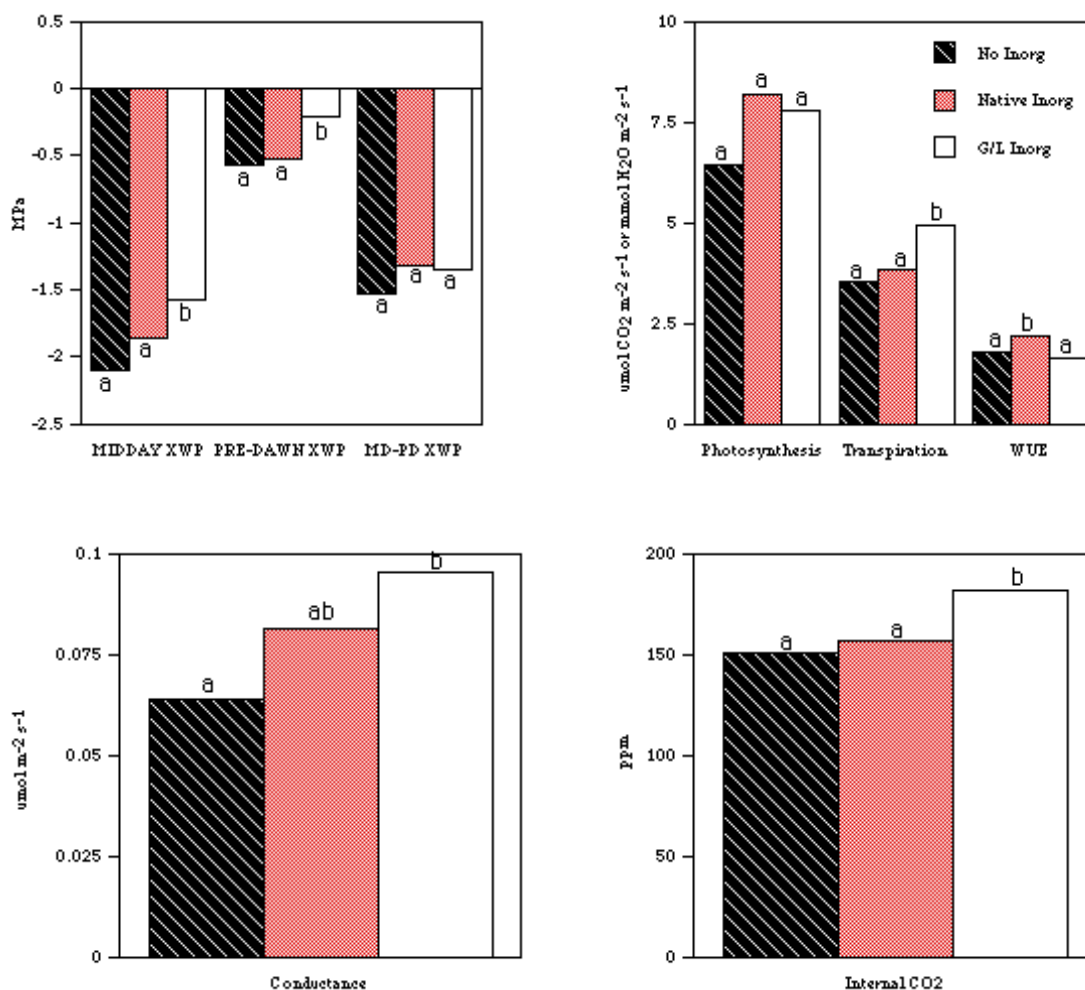 0.5
0
-0.5
-1
-1.5
-2
-2.5
MPa
a
a
b
a
a
b
a
a
a
MIDDAY XWP
PRE-DAWN XWP
MD-PD XWP
10
7.5
5
2.5
0
umol CO2 m-2 s-1 or mmol H2O m-2 s-1
No Inorg
Native Inorg
G/L Inorg
a
a
a
a
a
b
a
b
a
Photosynthesis
Transpiration
WUE
0.1
0.075
0.05
0.025
0
umol m-2 s-1
a
ab
b
Conductance
200
150
100
50
0
ppm
a
a
b
Internal CO2